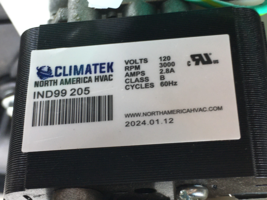 CLIMATEK
NORTH AMERICA HVAC
IND99 205
VOLTS 120
RPM 3000
AMPS 2.8A
CLASS B
CYCLES 60Hz
WWW.NORTHAMERICAHVAC.COM
2024.01.12